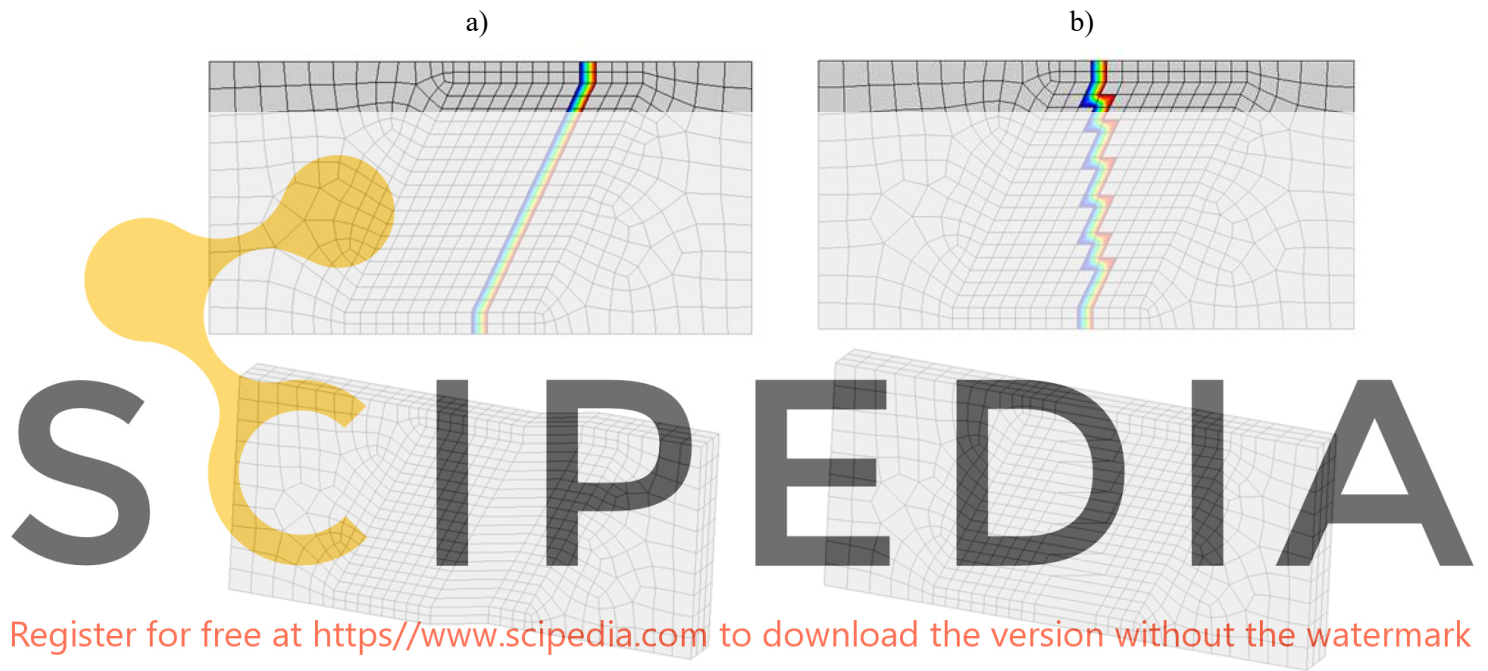 a) b)
SCIPEDIA
Register for free at https//www.scipedia.com to download the version without the watermark